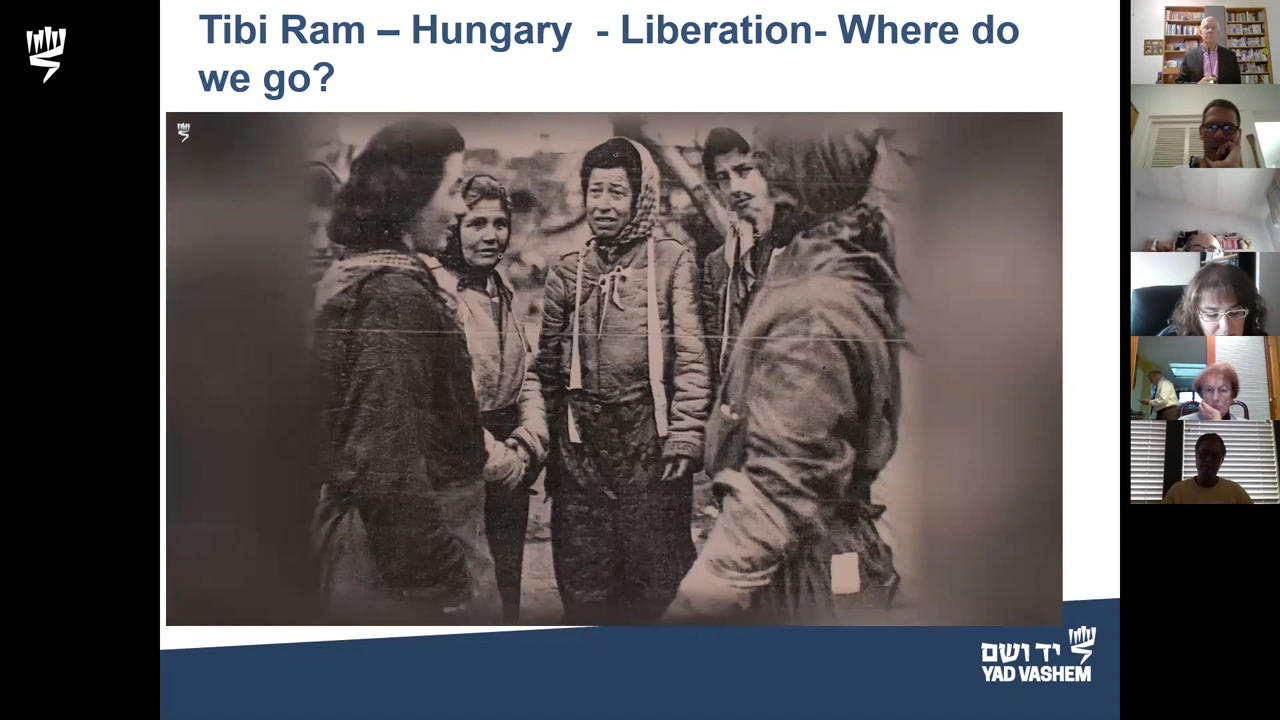 Tibi Ram – Hungary  - Liberation- Where do
we go?
יד ושם
YAD VASHEM